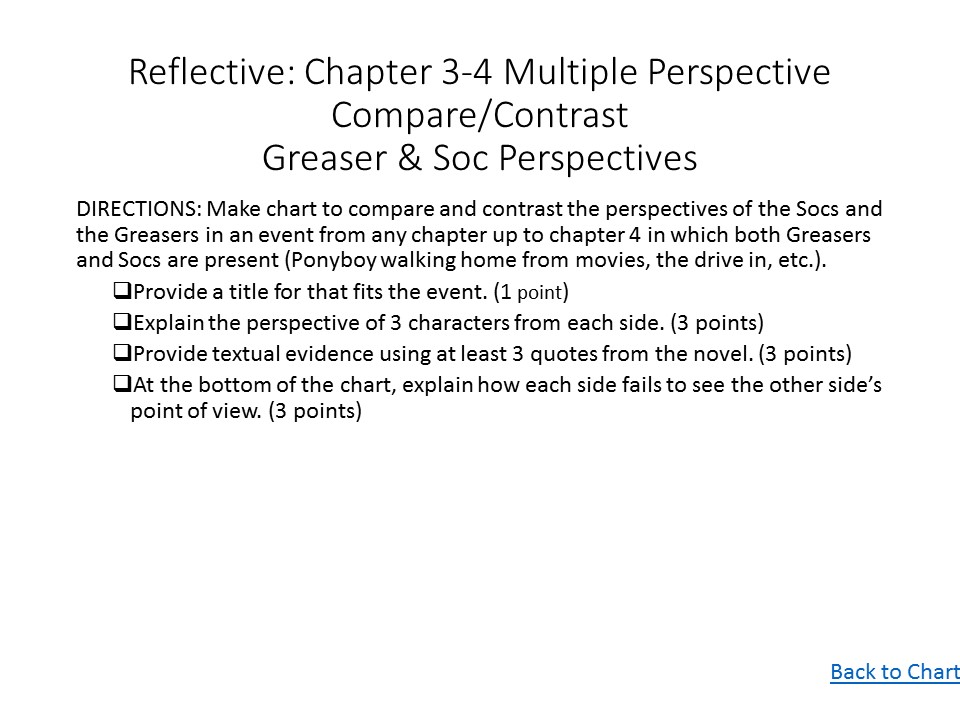 Reflective: Chapter 3-4 Multiple Perspective
Compare/Contrast
Greaser & Soc Perspectives
DIRECTIONS: Make chart to compare and contrast the perspectives of the Socs and
the Greasers in an event from any chapter up to chapter 4 in which both Greasers
and Socs are present (Ponyboy walking home from movies, the drive in, etc.).
❑Provide a title for that fits the event. (1 point)
❑Explain the perspective of 3 characters from each side. (3 points)
❑Provide textual evidence using at least 3 quotes from the novel. (3 points)
❑At the bottom of the chart, explain how each side fails to see the other side’s
point of view. (3 points)
Back to Chart